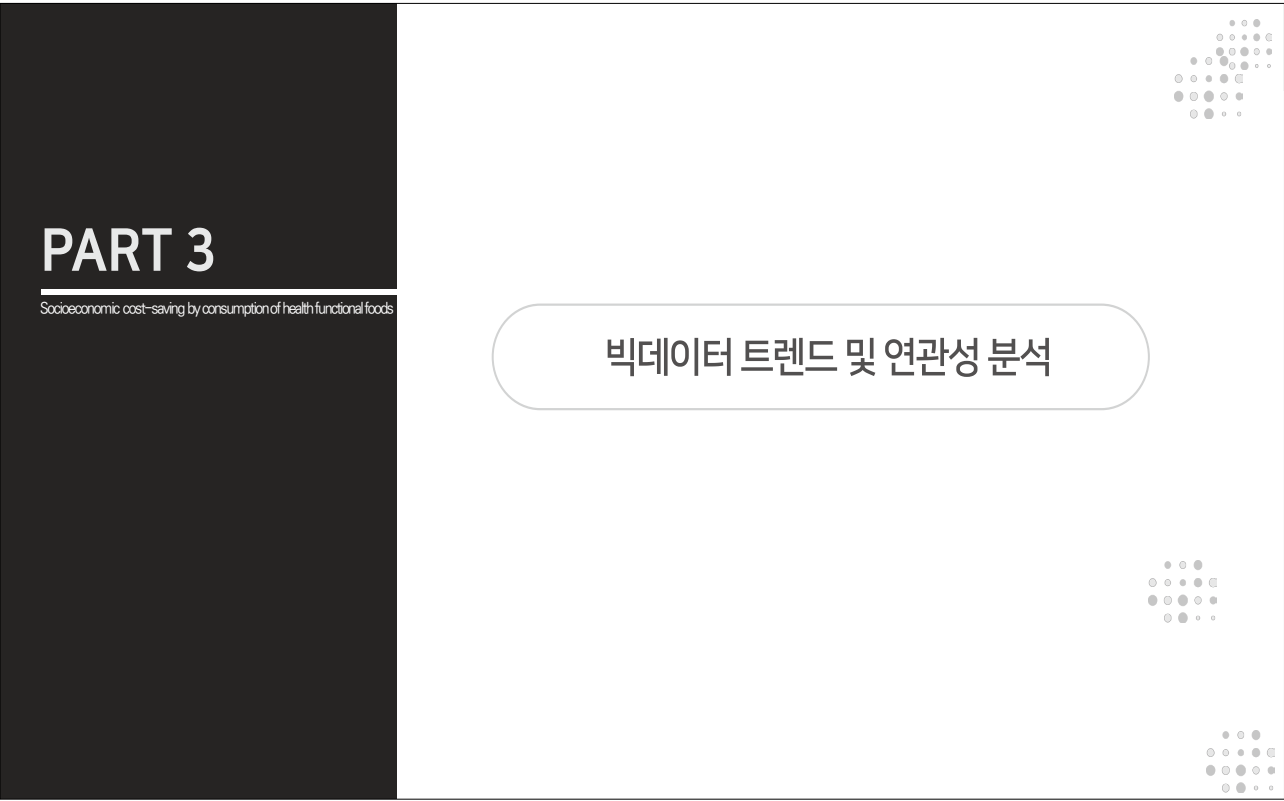 PART 3
Socioeconomic cost-saving by consumption of health functional foods
빅데이터 트렌드 및 연관성 분석